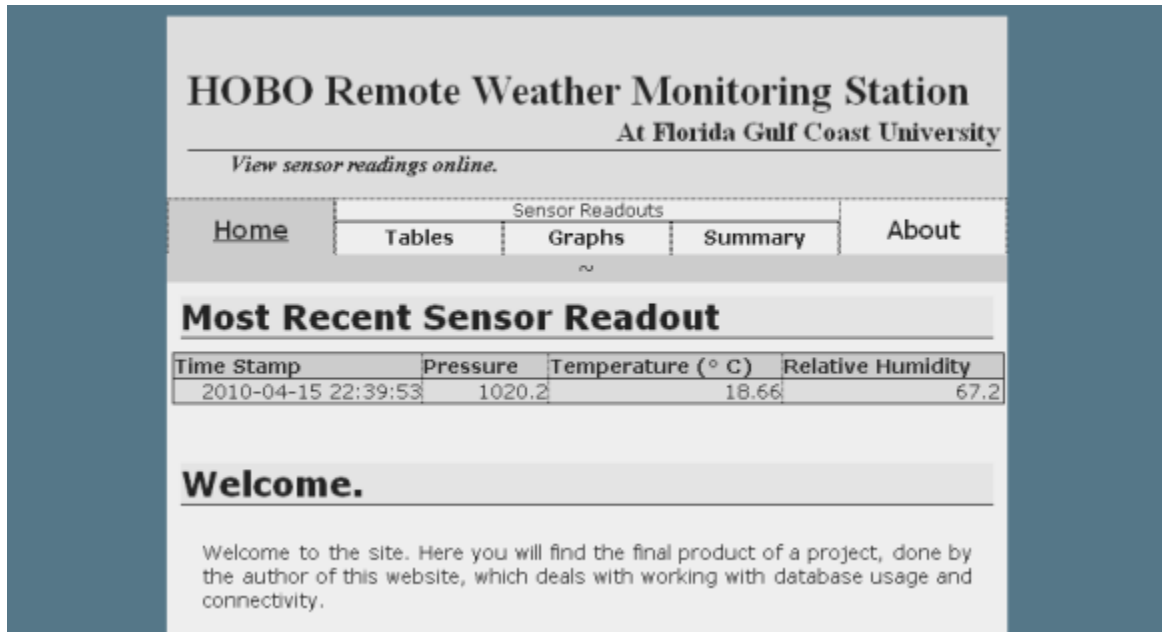 HOBO Remote Weather Monitoring Station
At Florida Gulf Coast University
View sensor readings online.
Home
Sensor Readouts
Tables Graphs Summary
About
~
Most Recent Sensor Readout
Time Stamp Pressure Temperature (° C) Relative Humidity
2010-04-15 22:39:53 1020.2 18.66 67.2
Welcome.
Welcome to the site. Here you will find the final product of a project, done by
the author of this website, which deals with working with database usage and
connectivity.